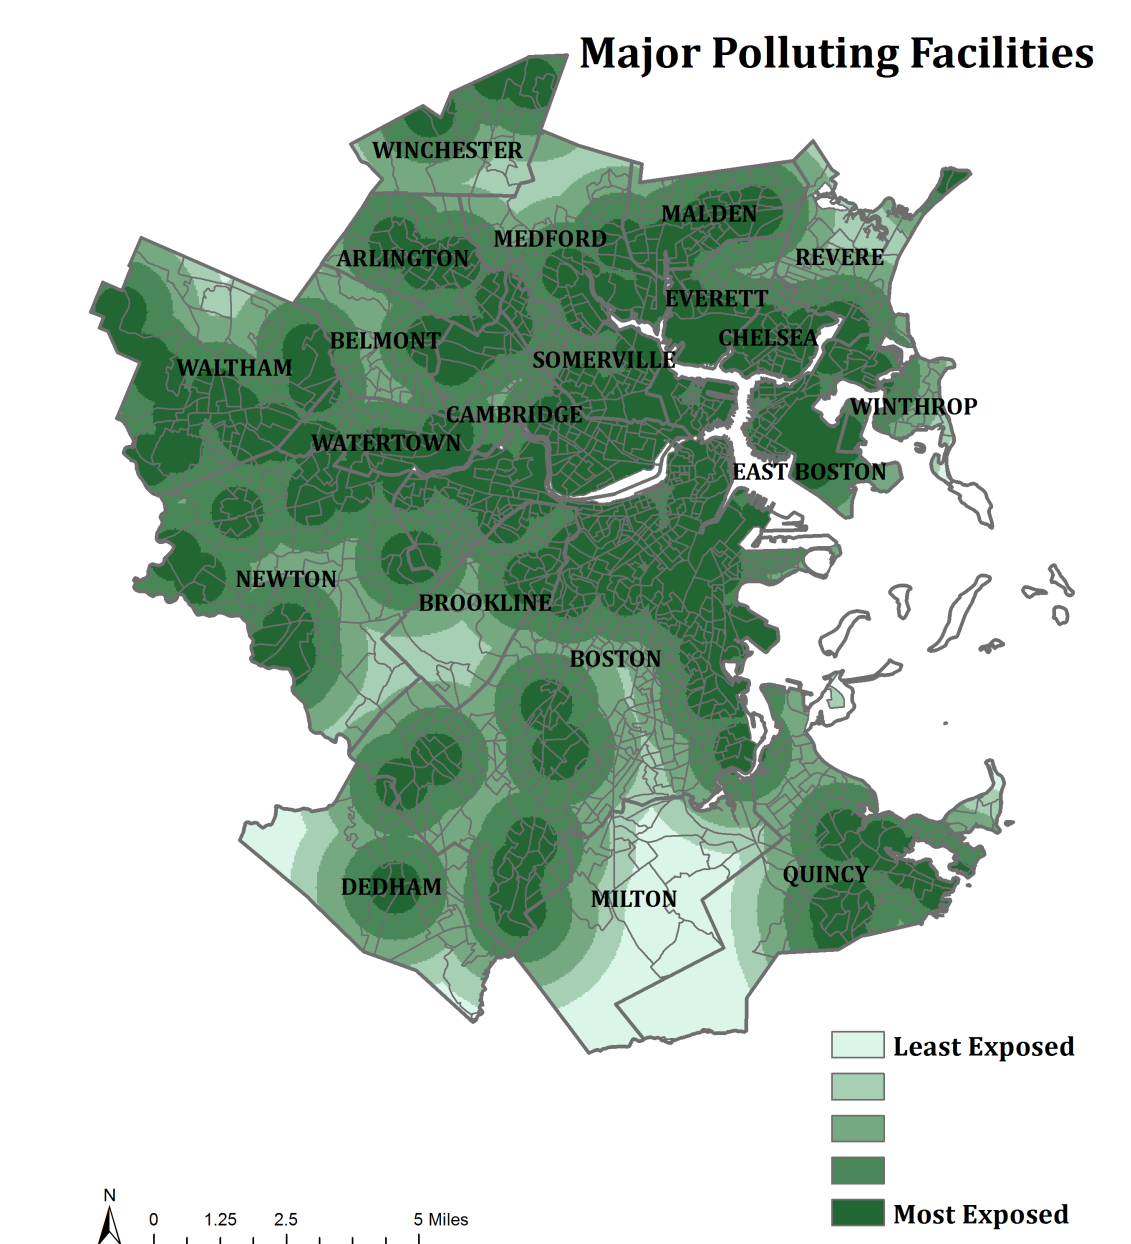 Major Polluting Facilities
WINCHESTER
MALDEN
MEDFORD
ARLINGTON
REVERE
EVERETT
BELMONT
CHELSEA
SOMERVILLE
WALTHAM
WINTHROP
CAMBRIDGE
WATERTOWN
EAST BOSTON
NEWTON
BROOKLINE
BOSTON
QUINCY
DEDHAM
MILTON
Least Exposed
Most Exposed
N
0 1.25 2.5 5 Miles